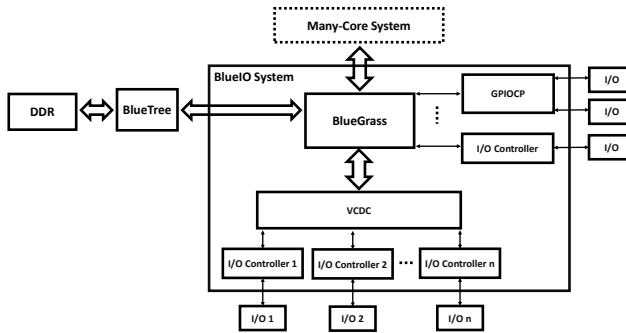 Many-Core System
BlueIO System
GPIOCP
I/O
DDR
BlueTree
BlueGrass
I/O
I/O Controller
I/O
VCDC
I/O Controller 1
I/O Controller 2
I/O Controller n
I/O 1
I/O 2
I/O n